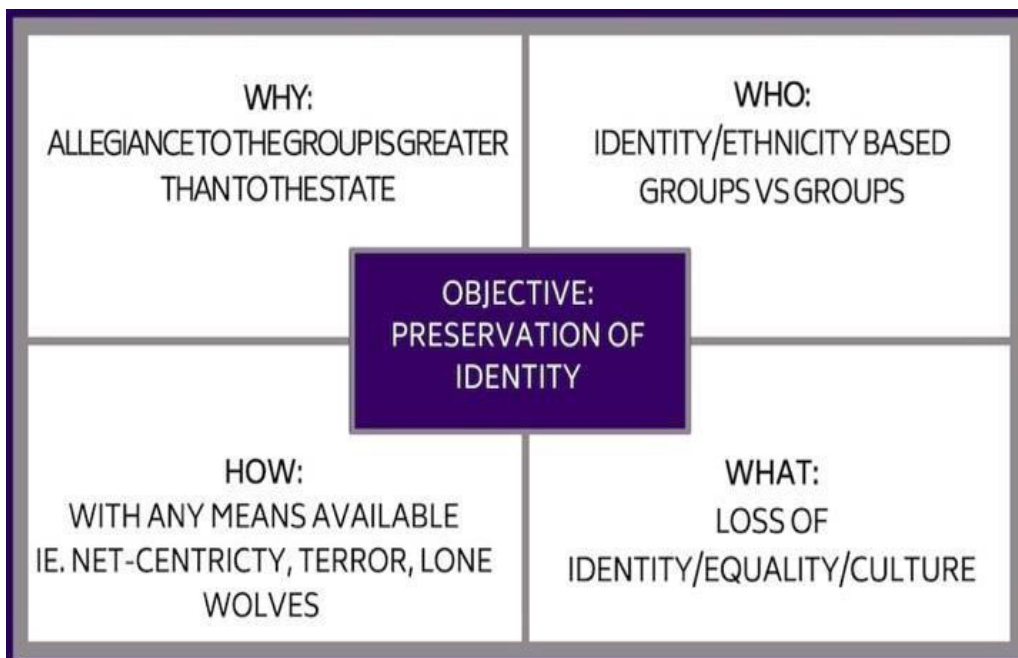 WHY:
ALLEGIANCETOTHEGROUPISGREATER
THANTOTHESTATE
WHO:
IDENTITY/ETHNICITY BASED
GROUPS VS GROUPS
OBJECTIVE:
PRESERVATION OF
IDENTITY
HOW:
WITH ANY MEANS AVAILABLE
IE. NET-CENTRICTY, TERROR, LONE
WOLVES
WHAT:
LOSS OF
IDENTITY/EQUALITY/CULTURE